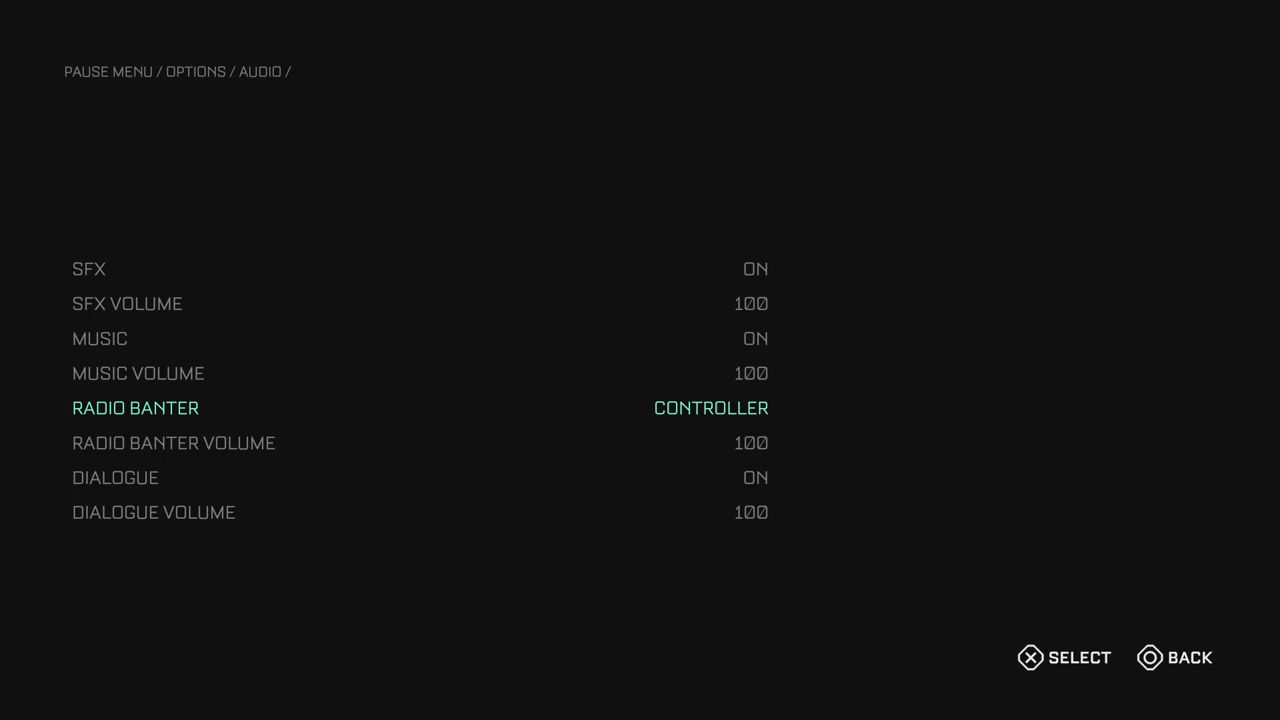 PAUSE MENU / OPTIONS / AUDIO /
SFX ON
SFX VOLUME 100
MUSIC ON
MUSIC VOLUME 100
RADIO BANTER CONTROLLER
RADIO BANTER VOLUME 100
DIALOGUE ON
DIALOGUE VOLUME 100
SELECT BACK